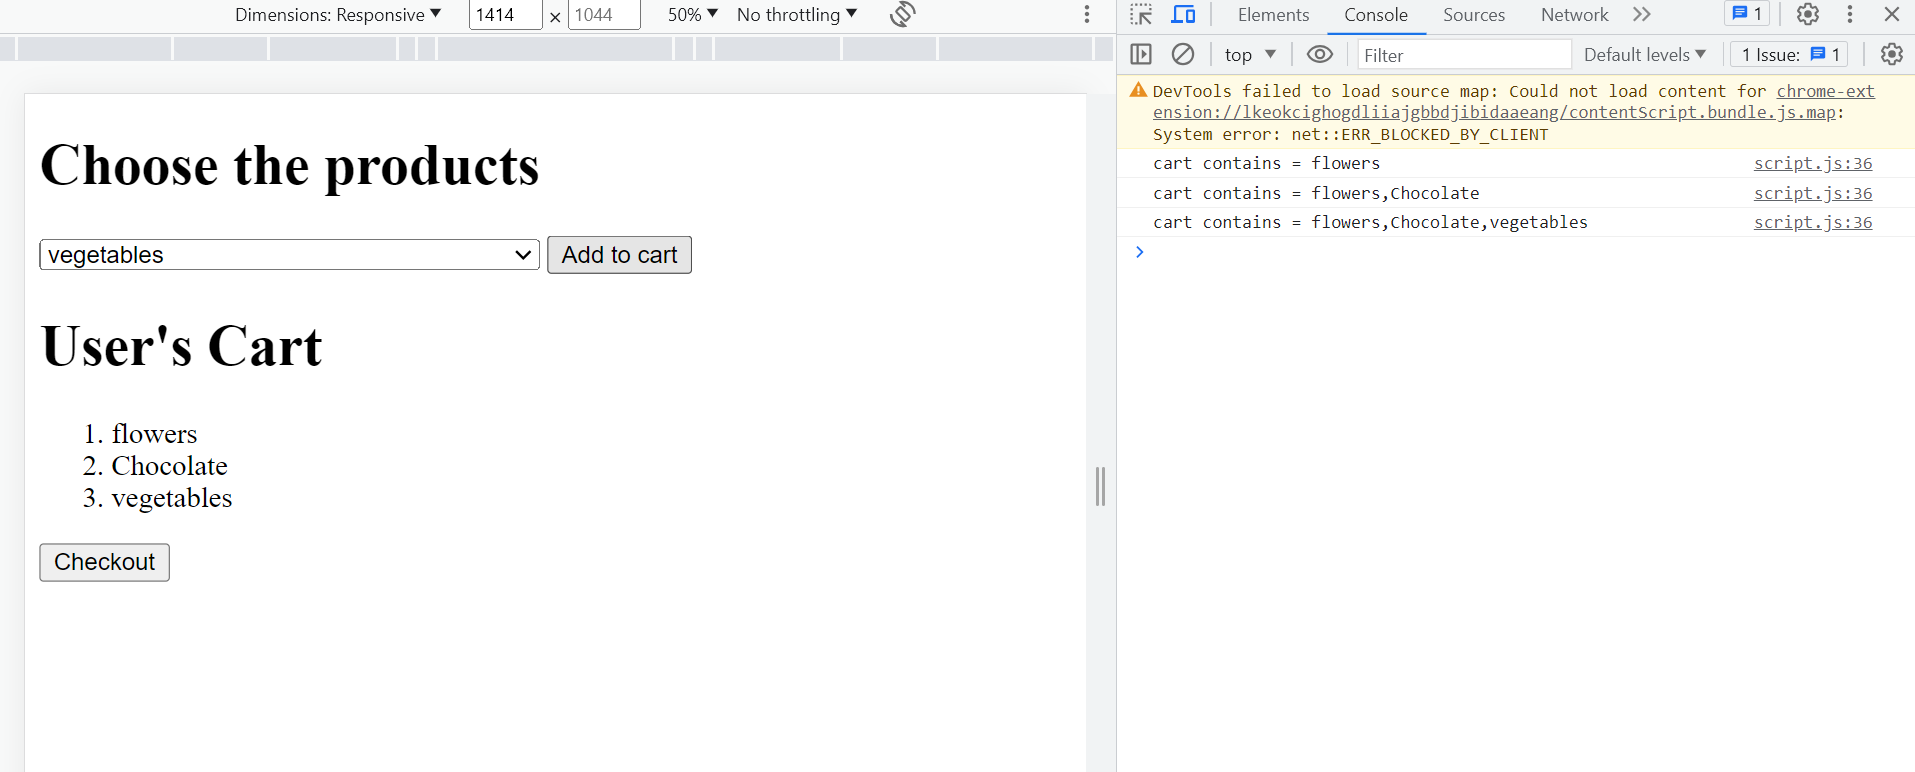 Dimensions: Responsive ▼ 1414 × 1044 50% ▼ No throttling ▼
Choose the products
vegetables Add to cart
User's Cart
1. flowers
2. Chocolate
3. vegetables
Checkout
Elements Console Sources Network >> 1
top ▼ Filter Default levels ▼ 1 Issue: 1
DevTools failed to load source map: Could not load content for chrome-ext
ension://lkeokcighogdliiajgbbdjibidaaeang/contentScript.bundle.js.map:
System error: net::ERR_BLOCKED_BY_CLIENT
cart contains = flowers script.js:36
cart contains = flowers,Chocolate script.js:36
cart contains = flowers,Chocolate,vegetables script.js:36
>